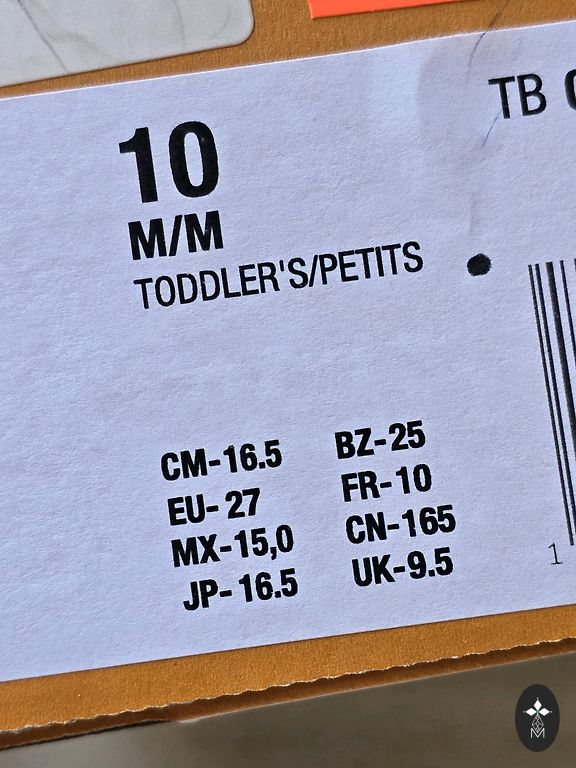 TB
10
M/M
TODDLER'S/PETITS
CM-16.5 BZ-25
EU-27 FR-10
MX-15,0 CN-165
JP-16.5 UK-9.5
1
M